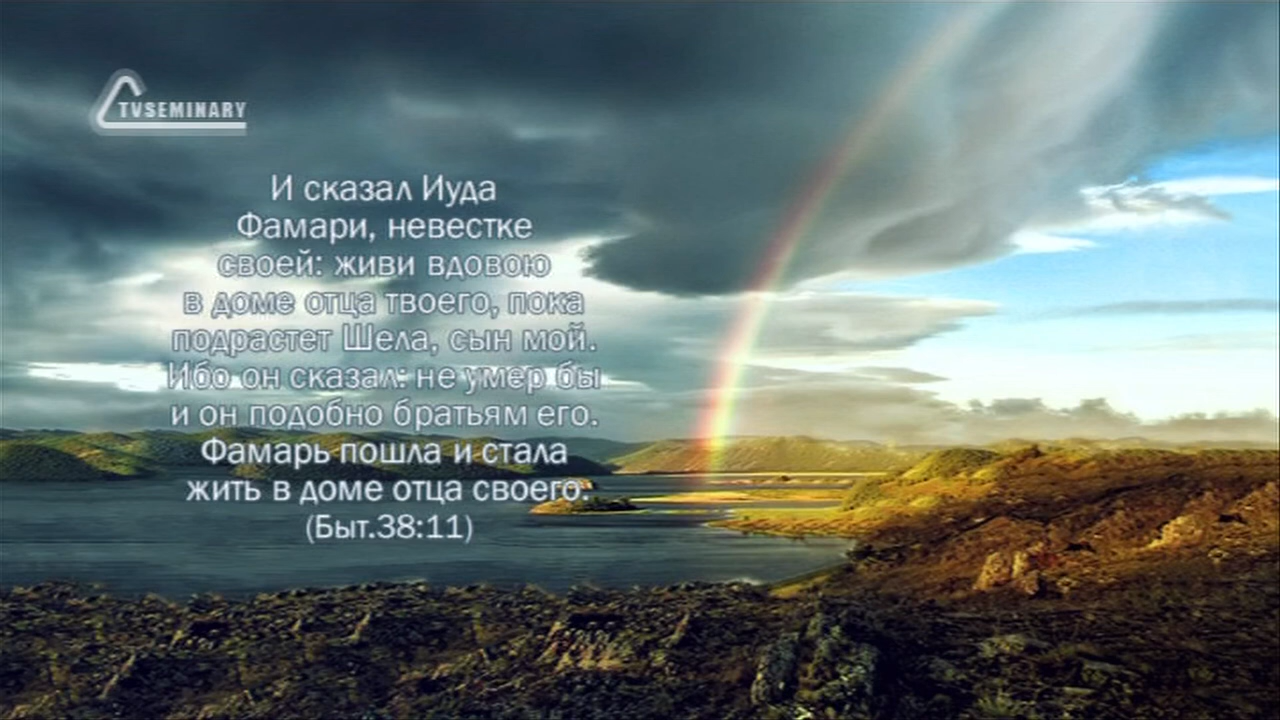 TVSEMINARY
И сказал Иуда
Фамари, невестке
своей: живи вдовою
в доме отца твоего, пока
подрастет Шела, сын мой.
Ибо он сказал: не умер бы
и он подобно братьям его.
Фамарь пошла и стала
жить в доме отца своего.
(Быт.38:11)